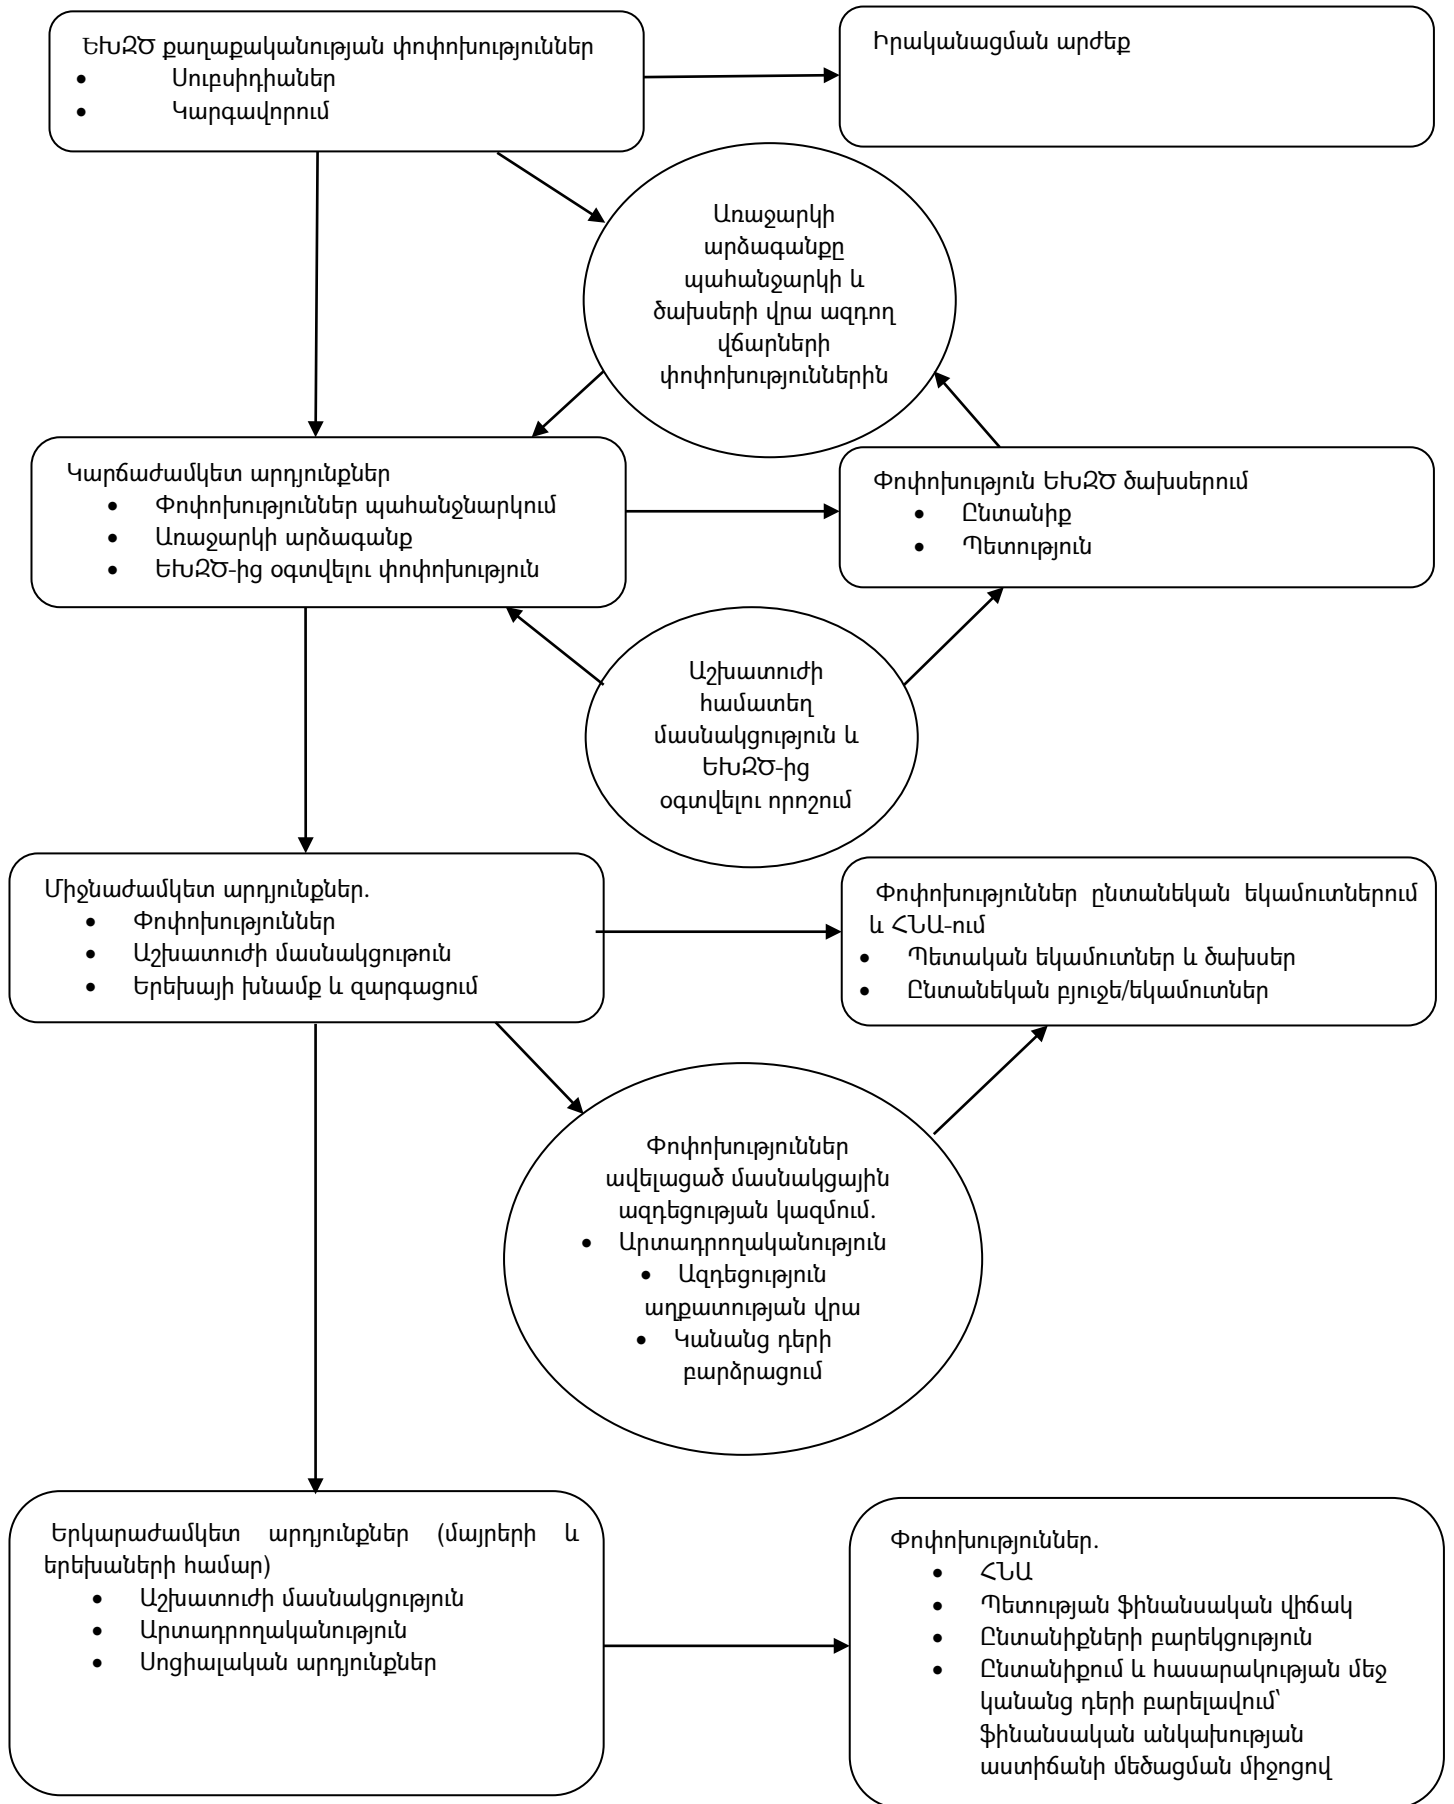 ԵԽԶԾ քաղաքականության փոփոխություններ
• Սուբսիդիաներ
• Կարգավորում
Իրականացման արժեք
Առաջարկի
արձագանքը
պահանջարկի և
ծախսերի վրա ազդող
վճարների
փոփոխություններին
Կարճաժամկետ արդյունքներ
• Փոփոխություններ պահանջնարկում
• Առաջարկի արձագանք
• ԵԽԶԾ-ից օգտվելու փոփոխություն
Փոփոխություն ԵԽԶԾ ծախսերում
• Ընտանիք
• Պետություն
Աշխատուժի
համատեղ
մասնակցություն և
ԵԽԶԾ-ից
օգտվելու որոշում
Միջնաժամկետ արդյունքներ.
• Փոփոխություններ
• Աշխատուժի մասնակցութուն
• Երեխայի խնամք և զարգացում
Փոփոխություններ ընտանեկան եկամուտներում
և ՀՆԱ-ում
• Պետական եկամուտներ և ծախսեր
• Ընտանեկան բյուջե/եկամուտներ
Փոփոխություններ
ավելացած մասնակցային
ազդեցության կազմում.
• Արտադրողականություն
• Ազդեցություն
աղքատության վրա
• Կանանց դերի
բարձրացում
Երկարաժամկետ արդյունքներ (մայրերի և
երեխաների համար)
• Աշխատուժի մասնակցություն
• Արտադրողականություն
• Սոցիալական արդյունքներ
Փոփոխություններ.
• ՀՆԱ
• Պետության ֆինանսական վիճակ
• Ընտանիքների բարեկցություն
• Ընտանիքում և հասարակության մեջ
կանանց դերի բարելավում՝
ֆինանսական անկախության
աստիճանի մեծացման միջոցով